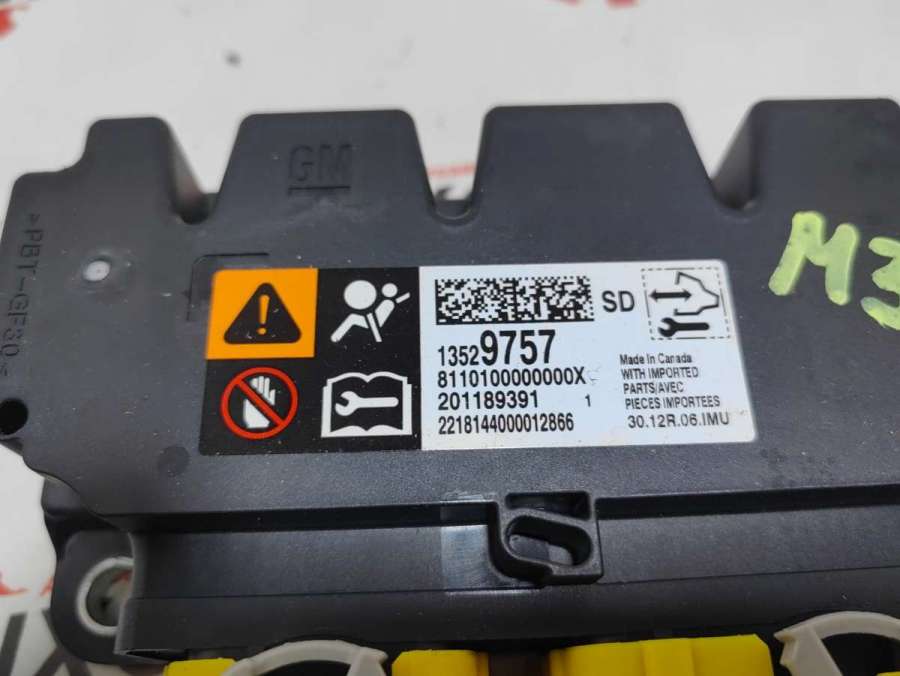 GM
>PBT-GF30<
SD
13529757
8110100000000X
201189391 1
2218144000012866
Made In Canada
WITH IMPORTED
PARTS/AVEC
PIECES IMPORTEES
30.12R.06.IMU
M3